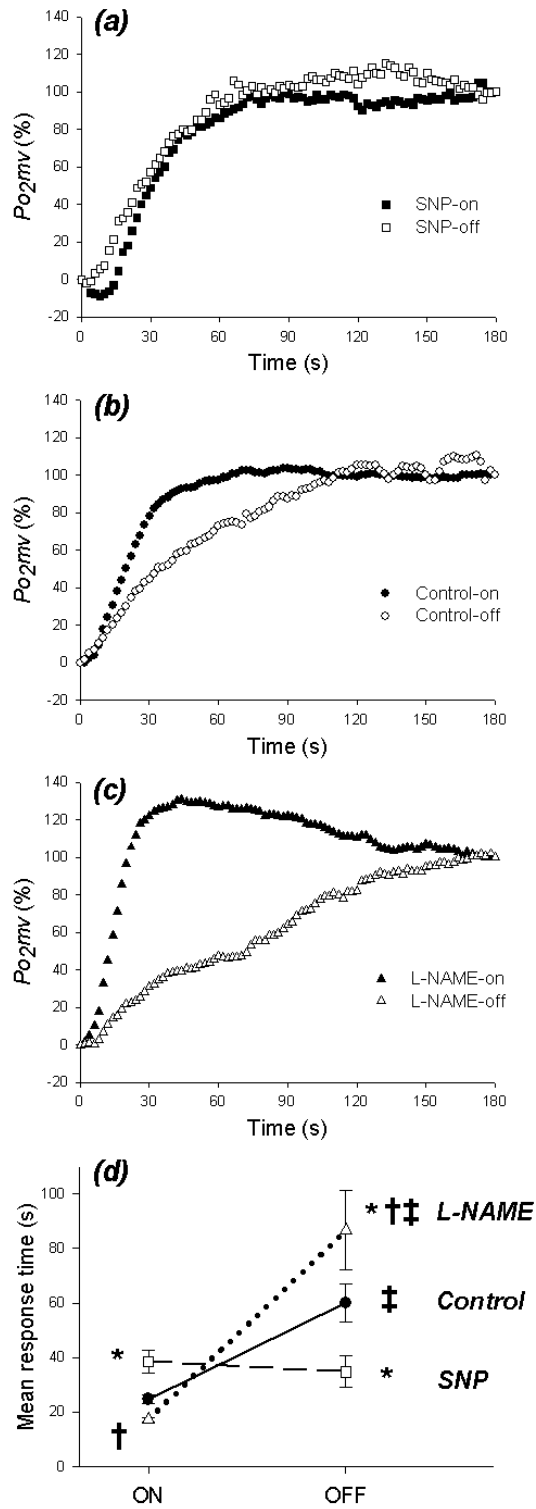 (a)
140
120
100
80
60
40
20
0
-20
Po2mv (%)
SNP-on
SNP-off
0 30 60 90 120 150 180
Time (s)
(b)
140
120
100
80
60
40
20
0
-20
Po2mv (%)
Control-on
Control-off
0 30 60 90 120 150 180
Time (s)
(c)
140
120
100
80
60
40
20
0
-20
Po2mv (%)
L-NAME-on
L-NAME-off
0 30 60 90 120 150 180
Time (s)
(d)
100
80
60
40
20
0
Mean response time (s)
*†‡ L-NAME
‡ Control
* SNP
*
†
ON OFF